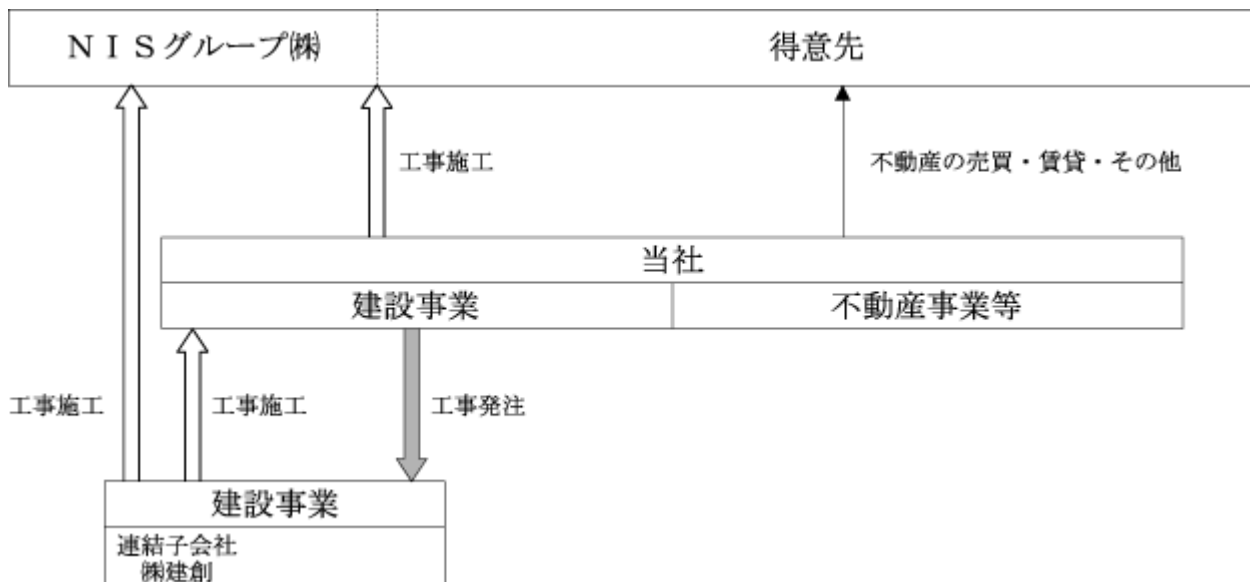 ＮＩＳグループ㈱
得意先
工事施工
不動産の売買・賃貸・その他
当社
建設事業
不動産事業等
工事施工
工事施工
工事発注
建設事業
連結子会社
㈱建創